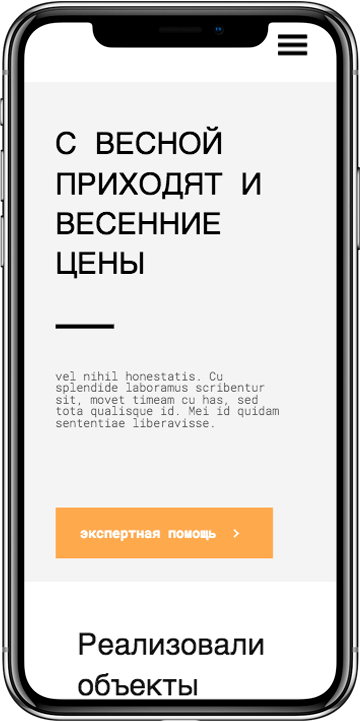 С ВЕСНОЙ
ПРИХОДЯТ И
ВЕСЕННИЕ
ЦЕНЫ
vel nihil honestatis. Cu
splendide laboramus scribentur
sit, movet timeam cu has, sed
tota qualisque id. Mei id quidam
sententiae liberavisse.
экспертная помощь >
Реализовали
объекты